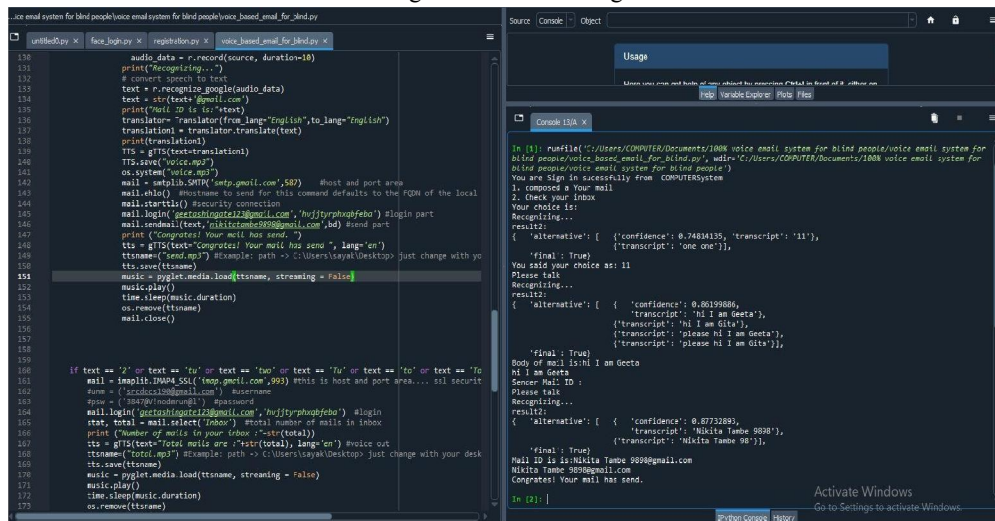 ...ice email system for blind people\voice email system for blind people\voice_based_email_for_blind.py
untitled0.py × face_login.py × registration.py × voice_based_email_for_blind.py ×
130 audio_data = r.record(source, duration=10)
131 print("Recognizing...")
132 # convert speech to text
133 text = r.recognize_google(audio_data)
134 text = str(text+'@gmail.com')
135 print("Mail ID is is:"+text)
136 translator= Translator(from_lang="English",to_lang="English")
137 translation1 = translator.translate(text)
138 print(translation1)
139 TTS = gTTS(text=translation1)
140 TTS.save("voice.mp3")
141 os.system("voice.mp3")
142 mail = smtplib.SMTP('smtp.gmail.com',587) #host and port area
143 mail.ehlo() #Hostname to send for this command defaults to the FQDN of the local
144 mail.starttls() #security connection
145 mail.login( #login part
146 mail.sendmail(text, ,bd) #send part
147 print ("Congrates! Your mail has send. ")
148 tts = gTTS(text="Congrates! Your mail has send ", lang='en')
149 ttsname=("send.mp3") #Example: path -> C:\Users\sayak\Desktop> just change with yo
150 tts.save(ttsname)
151 music = pyglet.media.load(ttsname, streaming = False)
152 music.play()
153 time.sleep(music.duration)
154 os.remove(ttsname)
155 mail.close()
156
157
158
159
160 if text == '2' or text == 'tu' or text == 'two' or text == 'Tu' or text == 'to' or text == 'To
161 mail = imaplib.IMAP4_SSL('imap.gmail.com',993) #this is host and port area.... ssl securit
162 #unm = #username
163 #psw = #password
164 mail.login( #login
165 stat, total = mail.select('Inbox') #total number of mails in inbox
166 print ("Number of mails in your inbox :"+str(total))
167 tts = gTTS(text="Total mails are :"+str(total), lang='en') #voice out
168 ttsname=("total.mp3") #Example: path -> C:\Users\sayak\Desktop> just change with your desk
169 tts.save(ttsname)
170 music = pyglet.media.load(ttsname, streaming = False)
171 music.play()
172 time.sleep(music.duration)
173 os.remove(ttsname)
Source Console Object
Usage
Here you can get help of any object by pressing Ctrl+I in front of it, either on
Help Variable Explorer Plots Files
Console 13/A ×
In [1]: runfile('C:/Users/COMPUTER/Documents/100% voice email system for blind people/voice email system for
blind people/voice_based_email_for_blind.py', wdir='C:/Users/COMPUTER/Documents/100% voice email system for
blind people/voice email system for blind people')
You are Sign in sucessfully from COMPUTERSystem
1. composed a Your mail
2. Check your inbox
Your choice is:
Recognizing...
result2:
{ 'alternative': [ { 'confidence': 0.74814135, 'transcript': '11'},
{'transcript': 'one one'}],
'final': True}
You said your choice as: 11
Please talk
Recognizing...
result2:
{ 'alternative': [ { 'confidence': 0.86199886,
'transcript': 'hi I am Geeta'},
{'transcript': 'hi I am Gita'},
{'transcript': 'please hi I am Geeta'},
{'transcript': 'please hi I am Gita'}],
'final': True}
Body of mail is:hi I am Geeta
hi I am Geeta
Sencer Mail ID :
Please talk
Recognizing...
result2:
{ 'alternative': [ { 'confidence': 0.87732893,
'transcript': 'Nikita Tambe 9898'},
{'transcript': 'Nikita Tambe 98'}],
'final': True}
Mail ID is is:Nikita Tambe 9898@gmail.com
Nikita Tambe 9898@gmail.com
Congrates! Your mail has send.
In [2]:
Activate Windows
Go to Settings to activate Windows.
IPython Console History